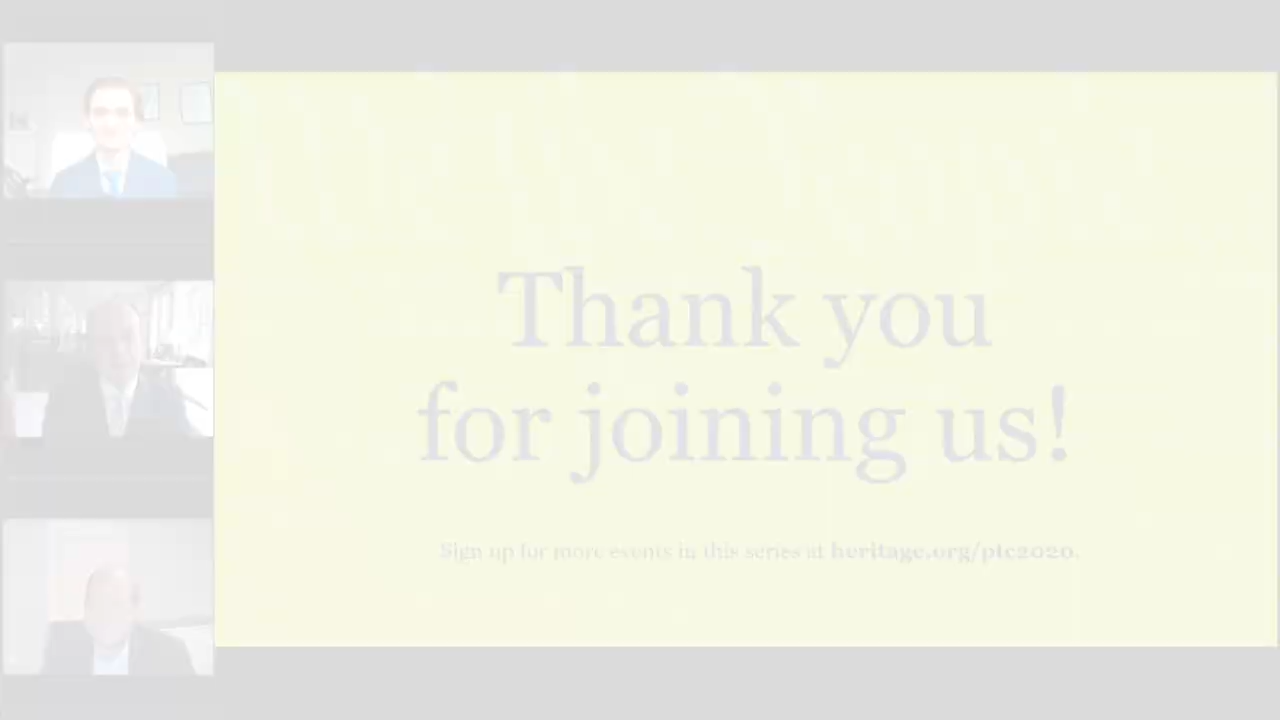 Thank you
for joining us!
Sign up for more events in this series at heritage.org/ptc2020.